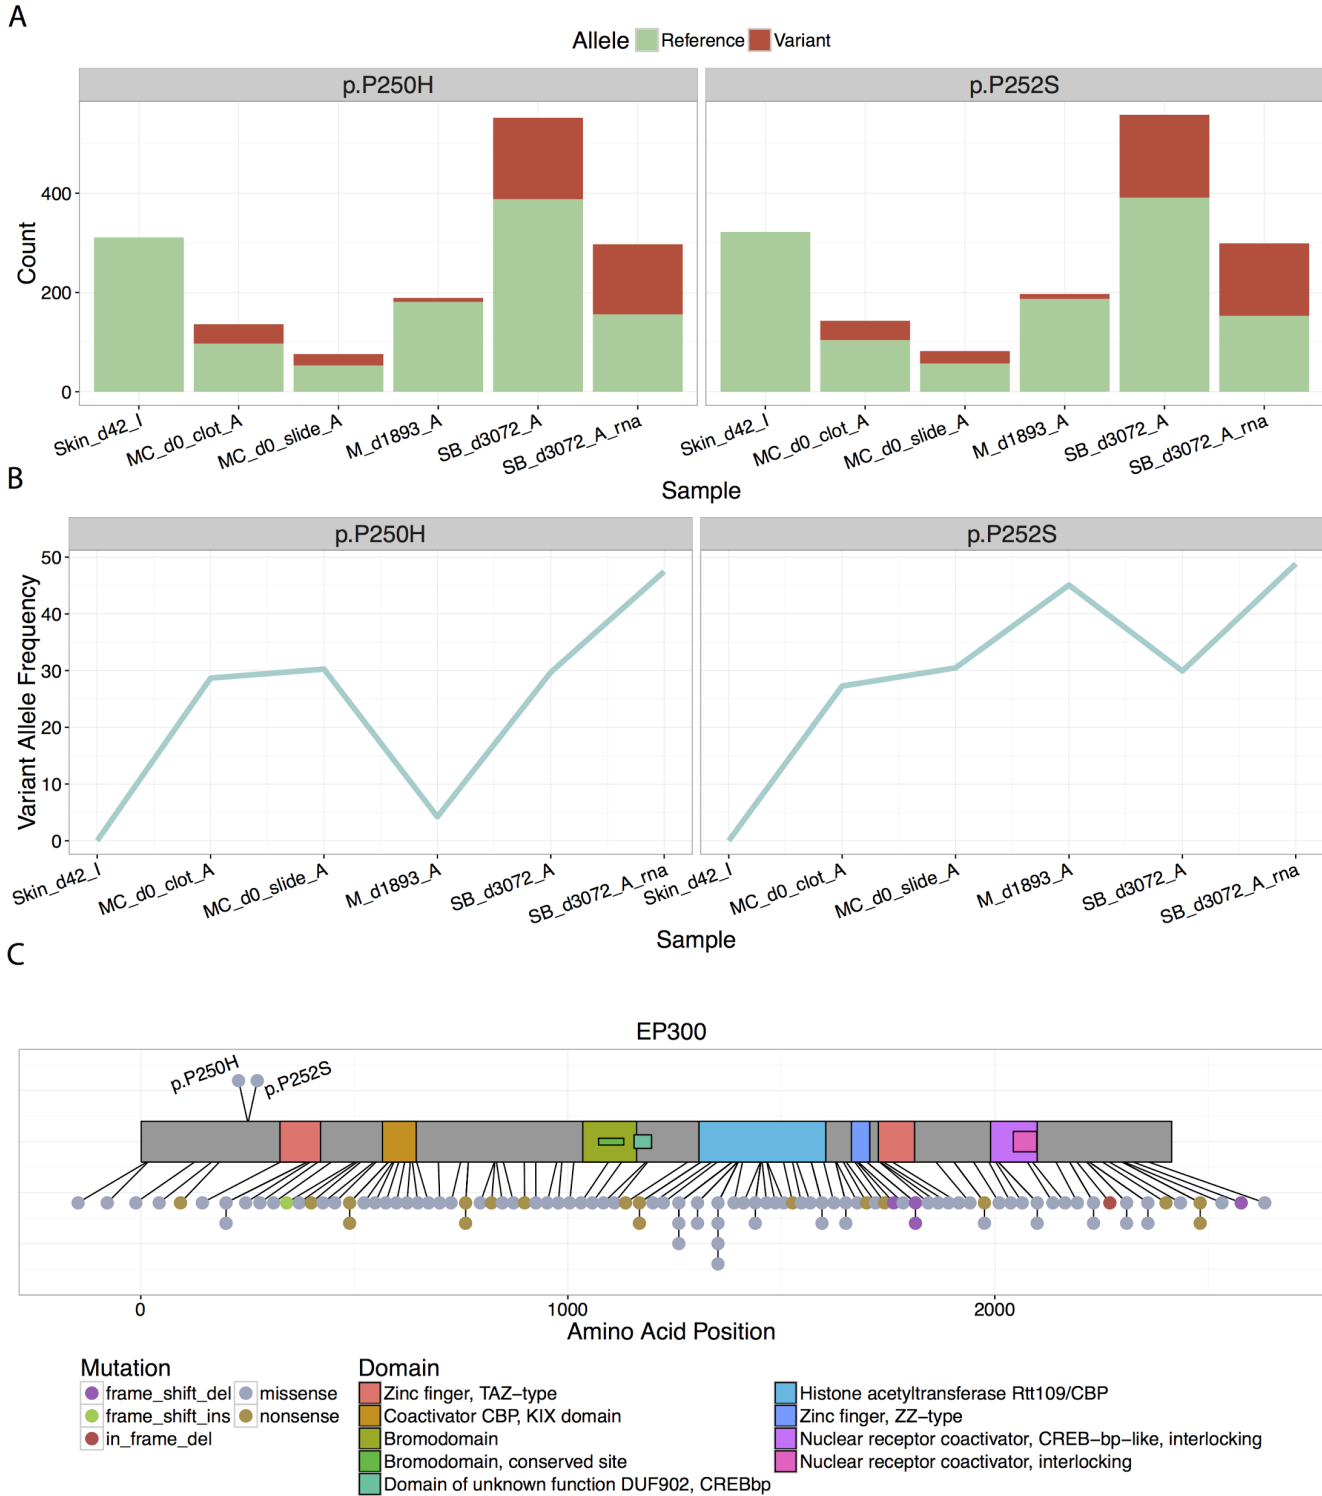 A
Allele Reference Variant
p.P250H p.P252S
Count
400
200
0
Skin_d42_I MC_d0_clot_A MC_d0_slide_A M_d1893_A SB_d3072_A SB_d3072_A_rna Skin_d42_I MC_d0_clot_A MC_d0_slide_A M_d1893_A SB_d3072_A SB_d3072_A_rna
Sample
B
p.P250H p.P252S
Variant Allele Frequency
50
40
30
20
10
0
Skin_d42_I MC_d0_clot_A MC_d0_slide_A M_d1893_A SB_d3072_A SB_d3072_A_rna Skin_d42_I MC_d0_clot_A MC_d0_slide_A M_d1893_A SB_d3072_A SB_d3072_A_rna
Sample
C
EP300
p.P250H p.P252S
0 1000 2000
Amino Acid Position
Mutation
frame_shift_del missense
frame_shift_ins nonsense
in_frame_del
Domain
Zinc finger, TAZ-type
Coactivator CBP, KIX domain
Bromodomain
Bromodomain, conserved site
Domain of unknown function DUF902, CREBbp
Histone acetyltransferase Rtt109/CBP
Zinc finger, ZZ-type
Nuclear receptor coactivator, CREB-bp-like, interlocking
Nuclear receptor coactivator, interlocking